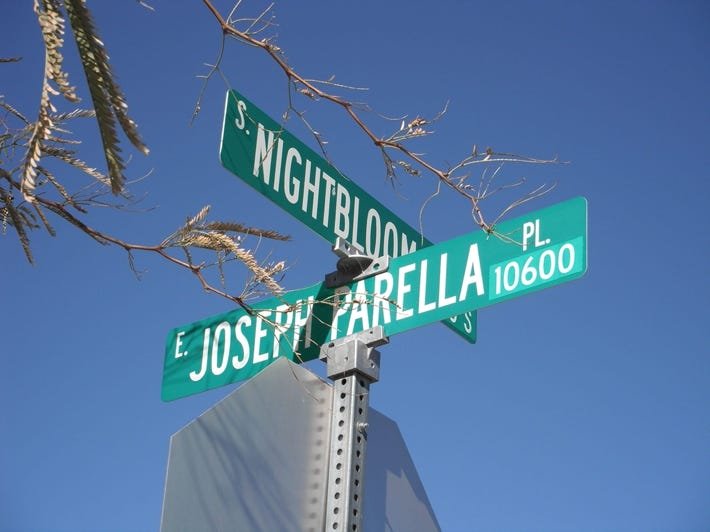 S. NIGHTBLOOM
E. JOSEPH PARELLA PL.
10600